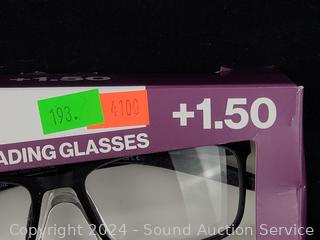 +1.50
193.
4100
+1.50
ADING GLASSES
Copyright 2024 - Sound Auction Service